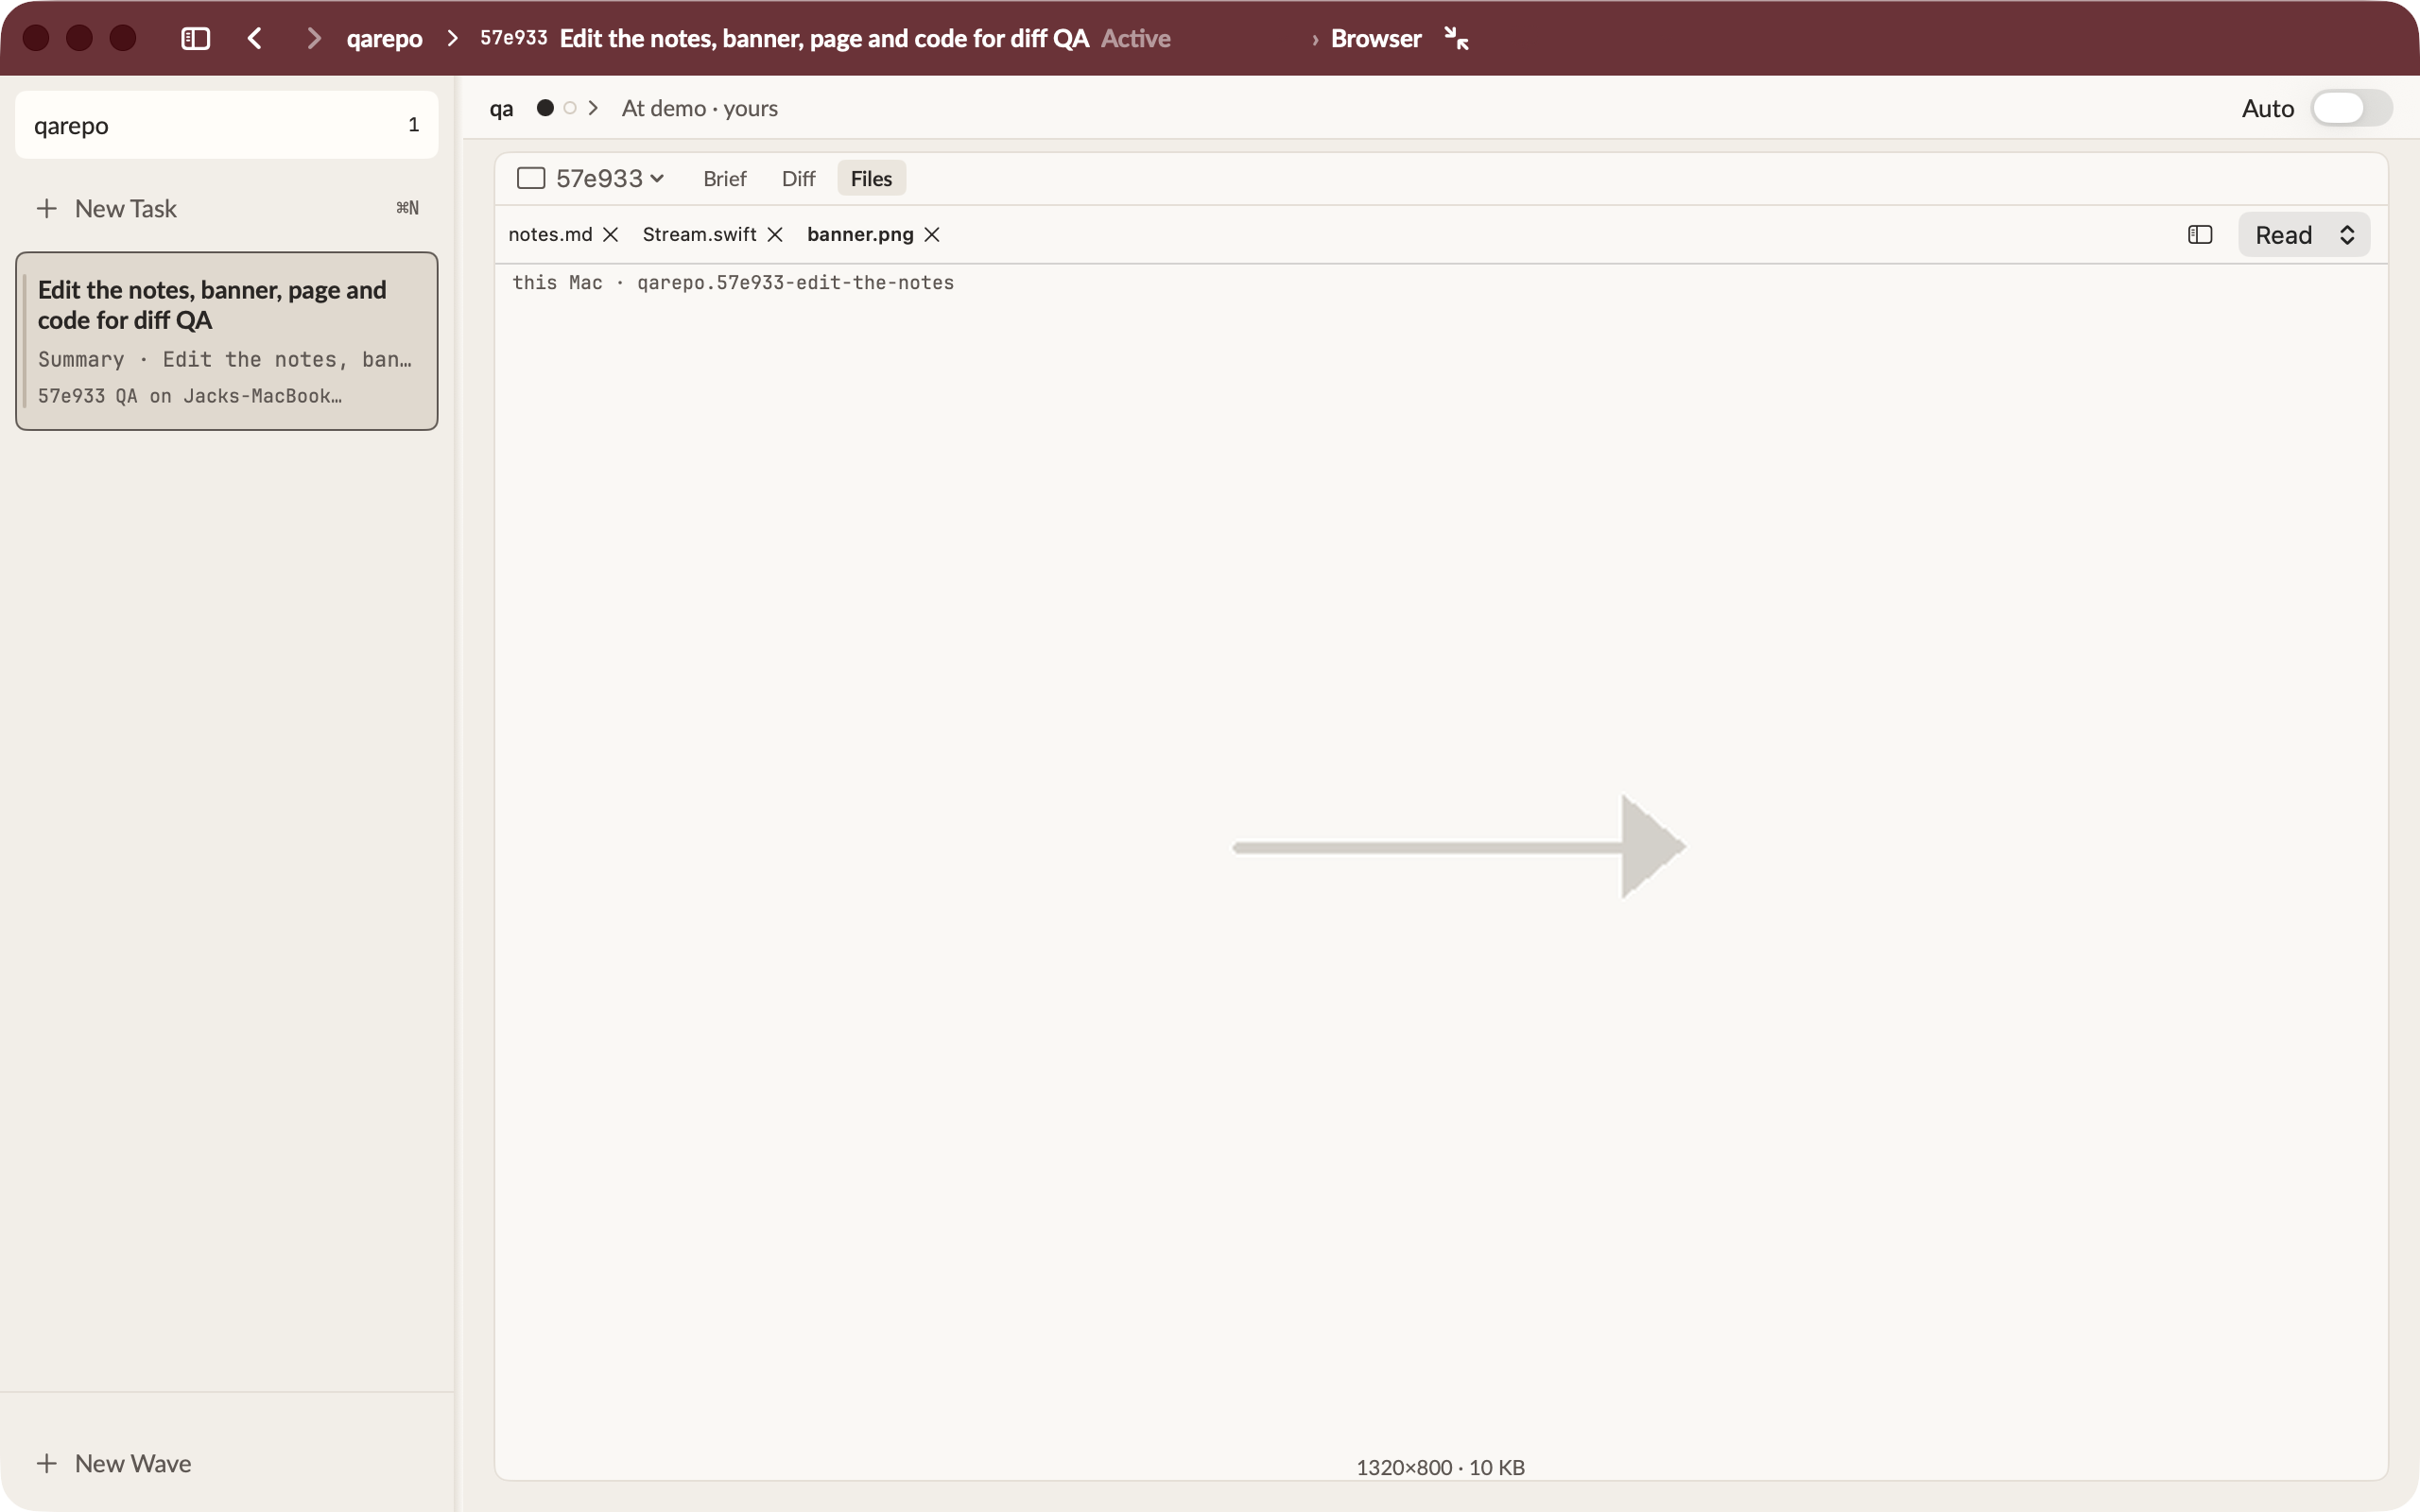 qarepo > 57e933 Edit the notes, banner, page and code for diff QA Active › Browser
qarepo 1
+ New Task ⌘N
Edit the notes, banner, page and
code for diff QA
Summary · Edit the notes, ban…
57e933 QA on Jacks-MacBook…
+ New Wave
qa > At demo · yours Auto
57e933 Brief Diff Files
notes.md Stream.swift banner.png Read
this Mac · qarepo.57e933-edit-the-notes
1320×800 · 10 KB